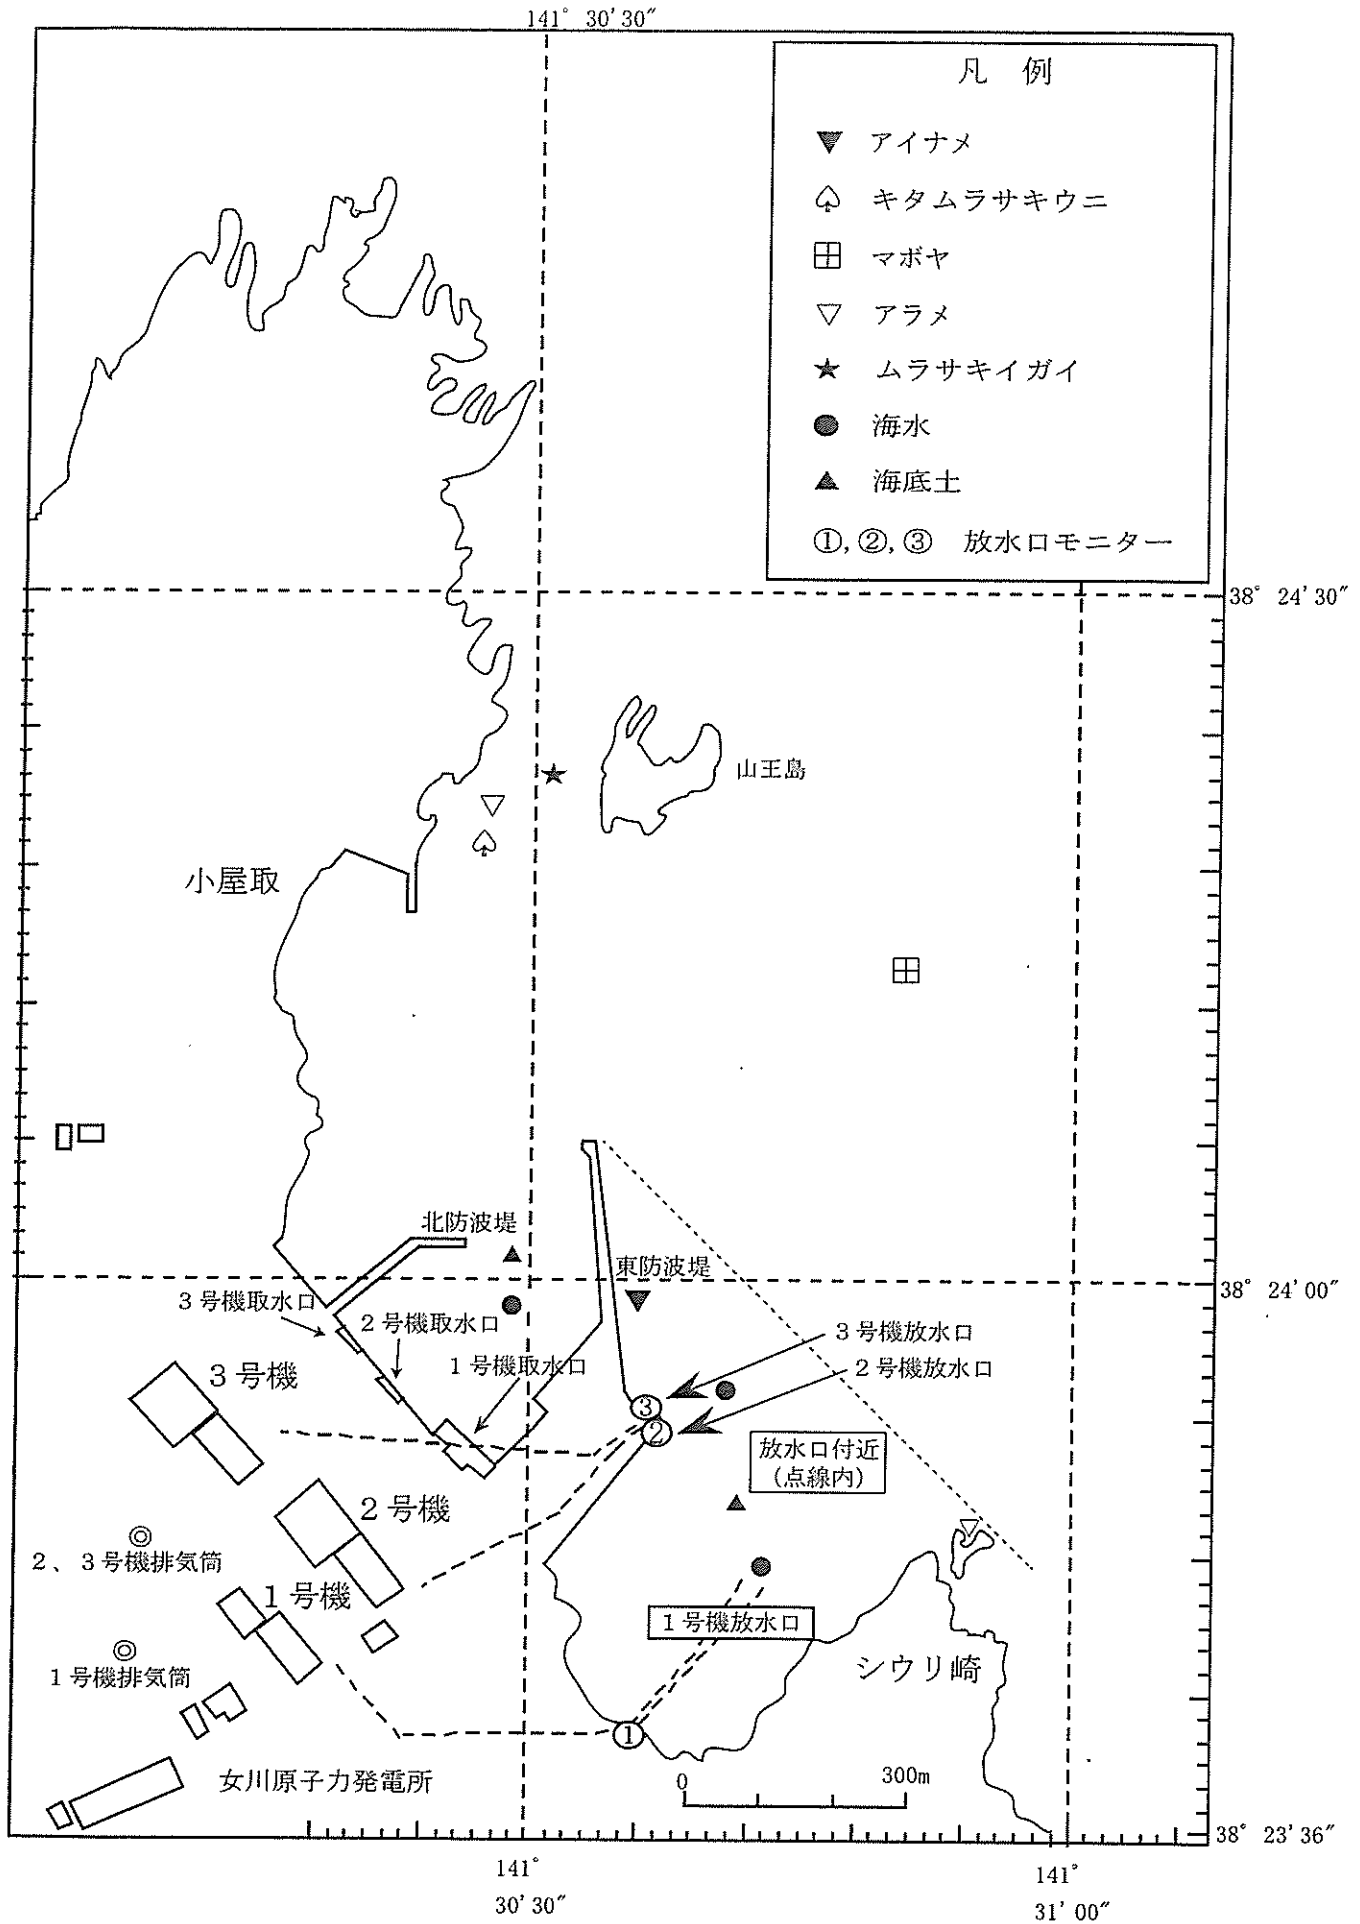 141° 30'30″
凡 例
アイナメ
キタムラサキウニ
マボヤ
アラメ
ムラサキイガイ
海水
海底土
①,②,③ 放水口モニター
38° 24'30″
山王島
小屋取
北防波堤
東防波堤
38° 24'00″
3号機取水口
2号機取水口
1号機取水口
3号機放水口
2号機放水口
3号機
③
②
放水口付近
(点線内)
2号機
2、3号機排気筒
1号機
1号機放水口
シウリ崎
1号機排気筒
①
女川原子力発電所
0 300m
38° 23'36″
141°
30'30″
141°
31'00″